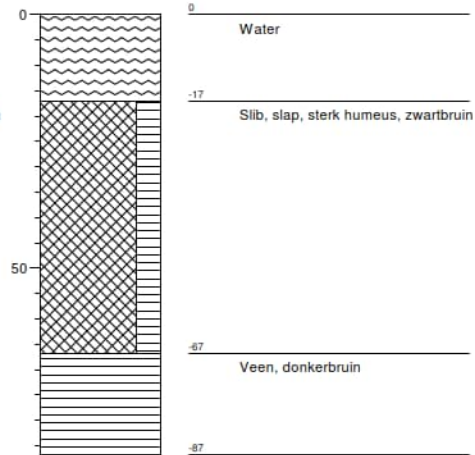 0
0
Water
-17
Slib, slap, sterk humeus, zwartbruin
50
-67
Veen, donkerbruin
-87